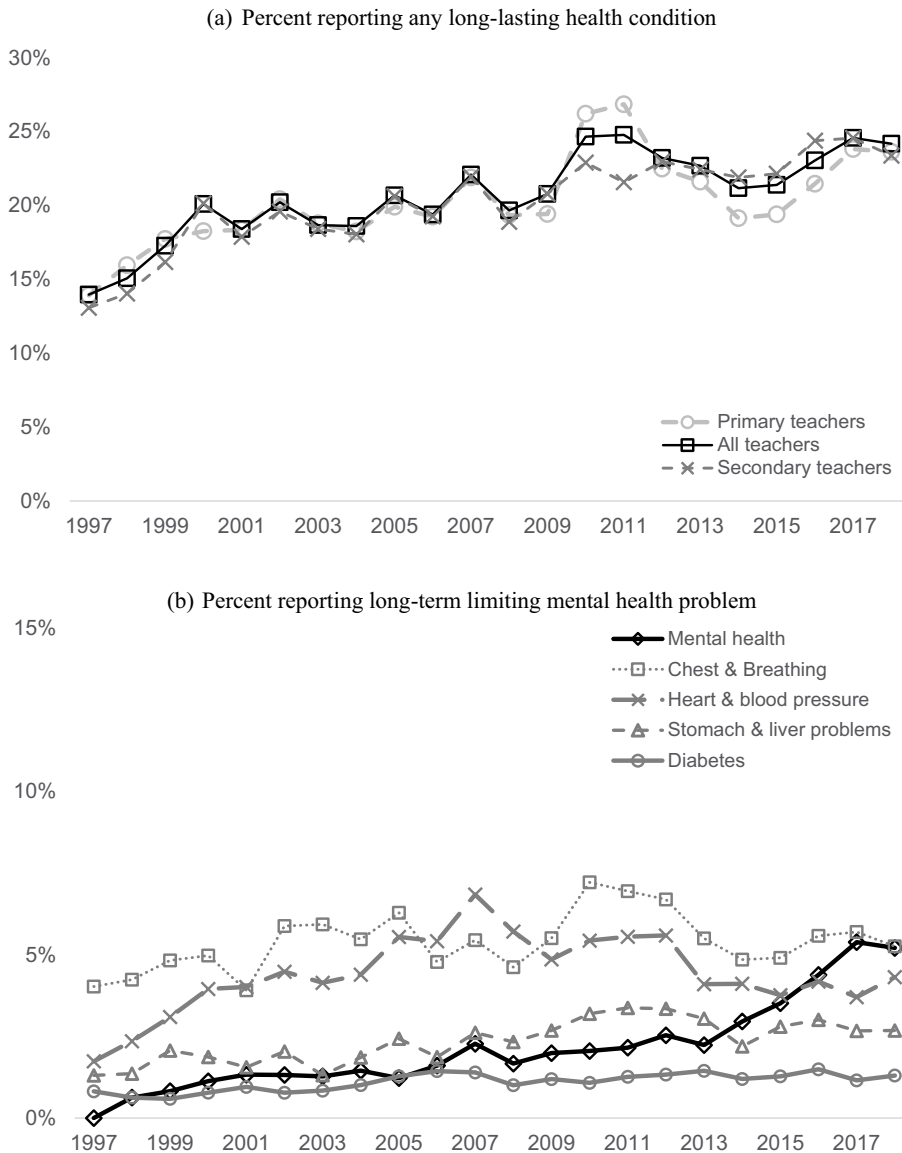 (a) Percent reporting any long-lasting health condition
30%
25%
20%
15%
10%
5%
0%
Primary teachers
All teachers
Secondary teachers
1997 1999 2001 2003 2005 2007 2009 2011 2013 2015 2017
(b) Percent reporting long-term limiting mental health problem
15%
Mental health
Chest & Breathing
Heart & blood pressure
Stomach & liver problems
Diabetes
10%
5%
0%
1997 1999 2001 2003 2005 2007 2009 2011 2013 2015 2017